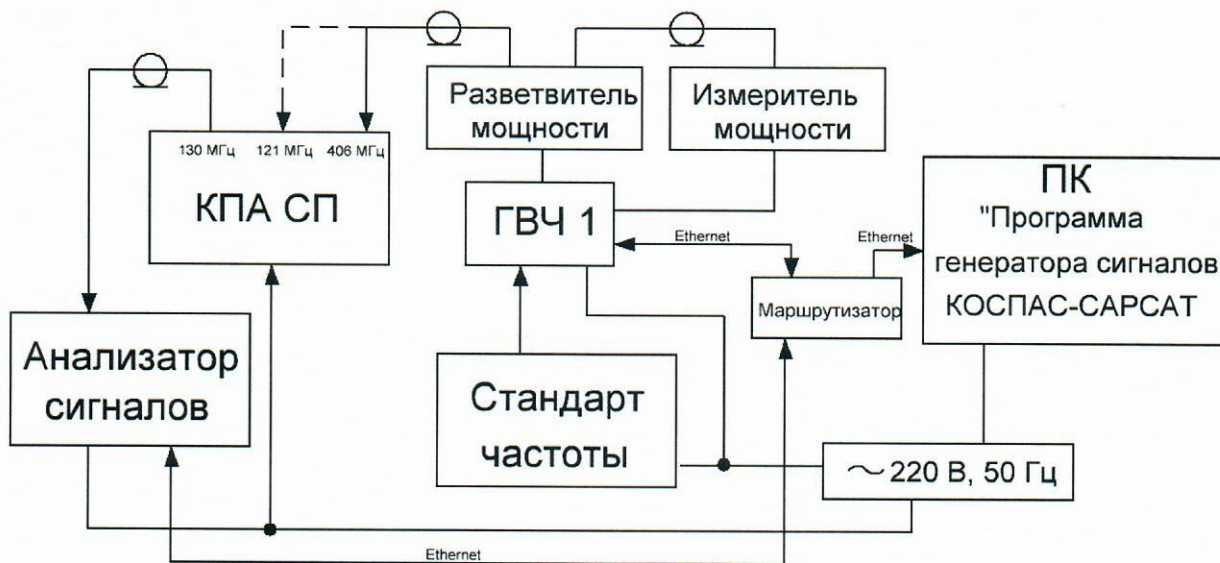 Разветвитель
мощности
Измеритель
мощности
130 МГц 121 МГц 406 МГц
КПА СП
ГВЧ 1
ПК
"Программа
генератора сигналов
КОСПАС-САРСАТ
Ethernet
Ethernet
Маршрутизатор
Анализатор
сигналов
Стандарт
частоты
~ 220 В, 50 Гц
Ethernet